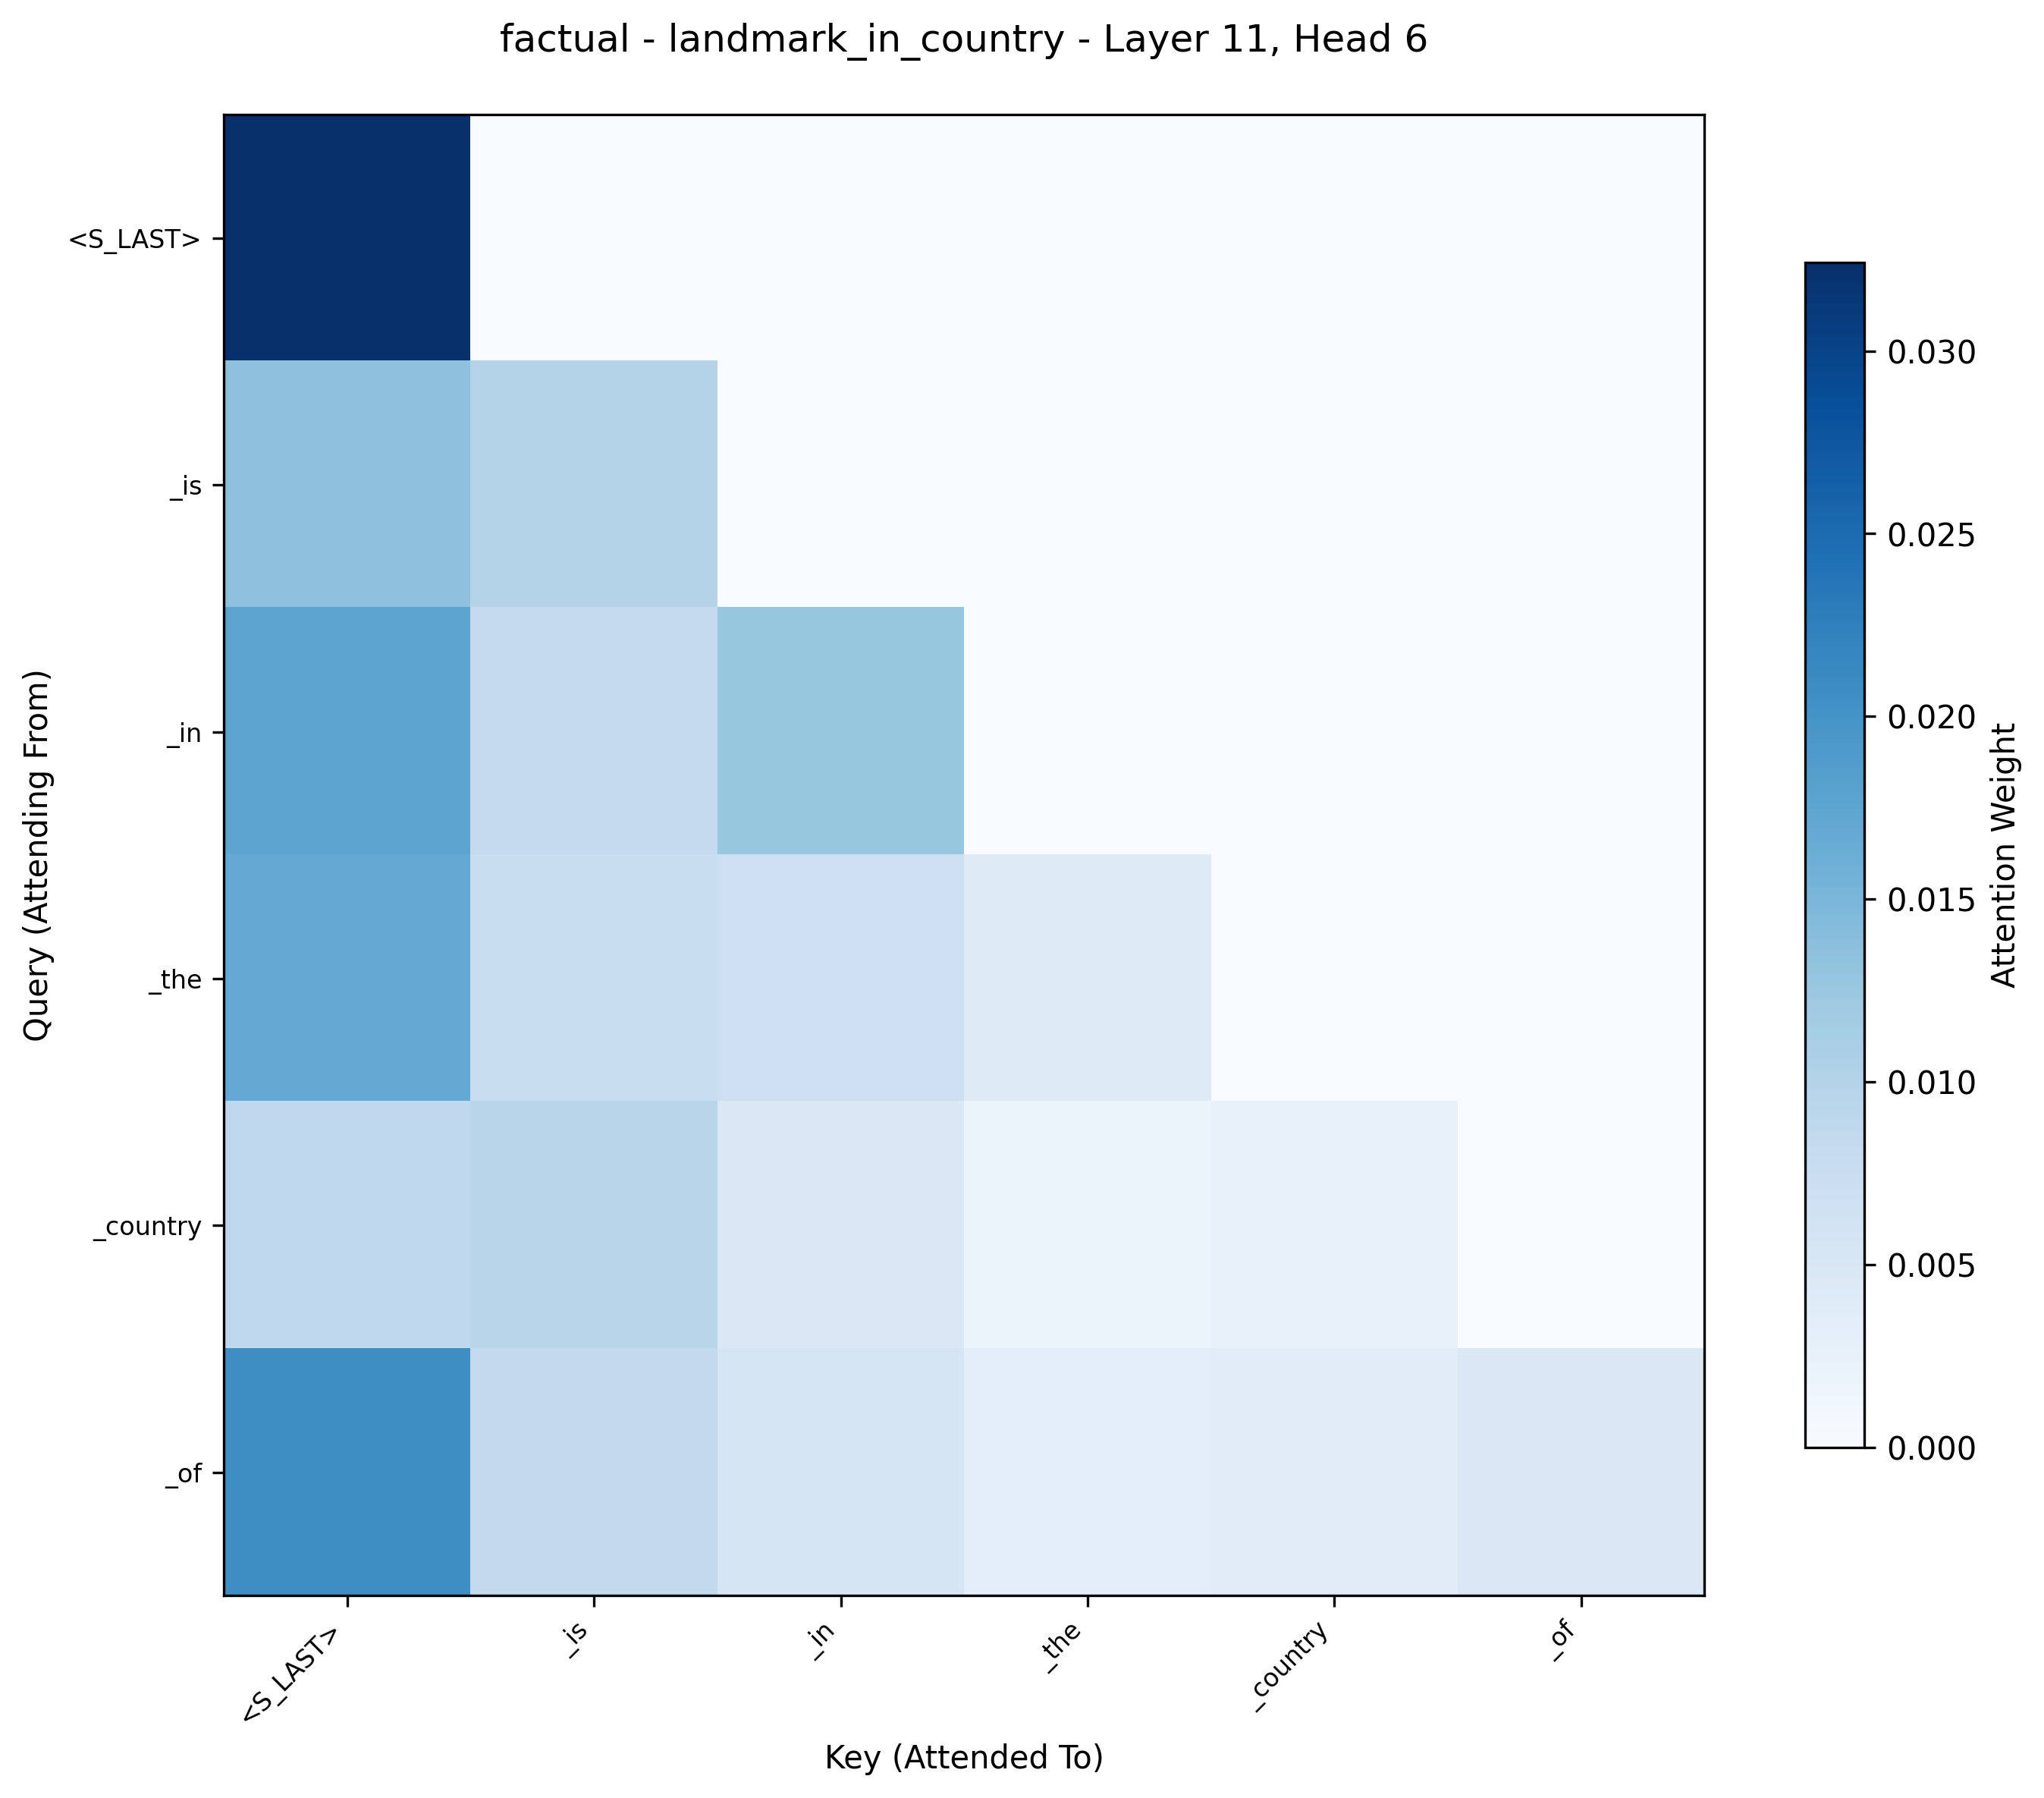 factual - landmark_in_country - Layer 11, Head 6
Query (Attending From)
<S_LAST>
_is
_in
_the
_country
_of
<S_LAST>
_is
_in
_the
_country
_of
Key (Attended To)
0.030
0.025
0.020
0.015
0.010
0.005
0.000
Attention Weight